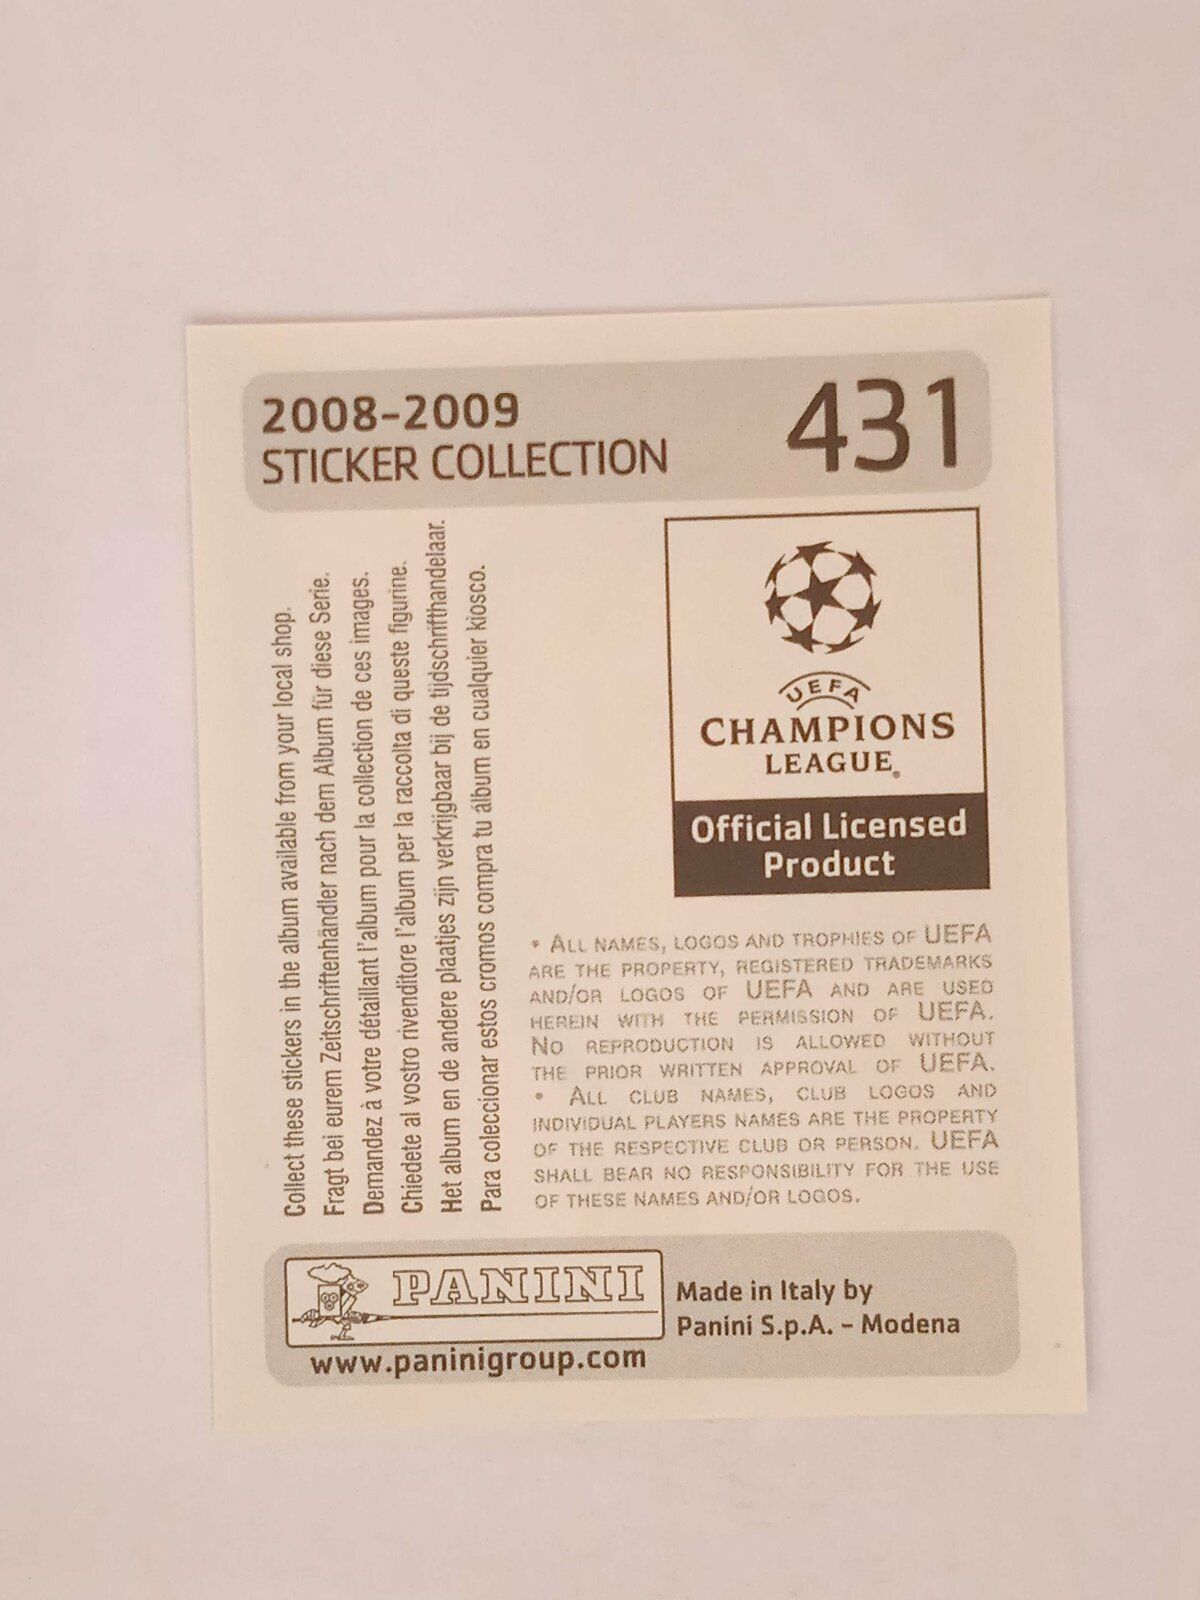 2008-2009
STICKER COLLECTION
431
Collect these stickers in the album available from your local shop.
Fragt bei eurem Zeitschriftenhändler nach dem Album für diese Serie.
Demandez à votre détaillant l'album pour la collection de ces images.
Chiedete al vostro rivenditore l'album per la raccolta di queste figurine.
Het album en de andere plaatjes zijn verkrijgbaar bij de tijdschrifthandelaar.
Para coleccionar estos cromos compra tu álbum en cualquier kiosco.
UEFA
CHAMPIONS
LEAGUE
Official Licensed
Product
• ALL NAMES, LOGOS AND TROPHIES OF UEFA
ARE THE PROPERTY, REGISTERED TRADEMARKS
AND/OR LOGOS OF UEFA AND ARE USED
HEREIN WITH THE PERMISSION OF UEFA.
NO REPRODUCTION IS ALLOWED WITHOUT
THE PRIOR WRITTEN APPROVAL OF UEFA.
• ALL CLUB NAMES, CLUB LOGOS AND
INDIVIDUAL PLAYERS NAMES ARE THE PROPERTY
OF THE RESPECTIVE CLUB OR PERSON. UEFA
SHALL BEAR NO RESPONSIBILITY FOR THE USE
OF THESE NAMES AND/OR LOGOS.
PANINI
www.paninigroup.com
Made in Italy by
Panini S.p.A. - Modena